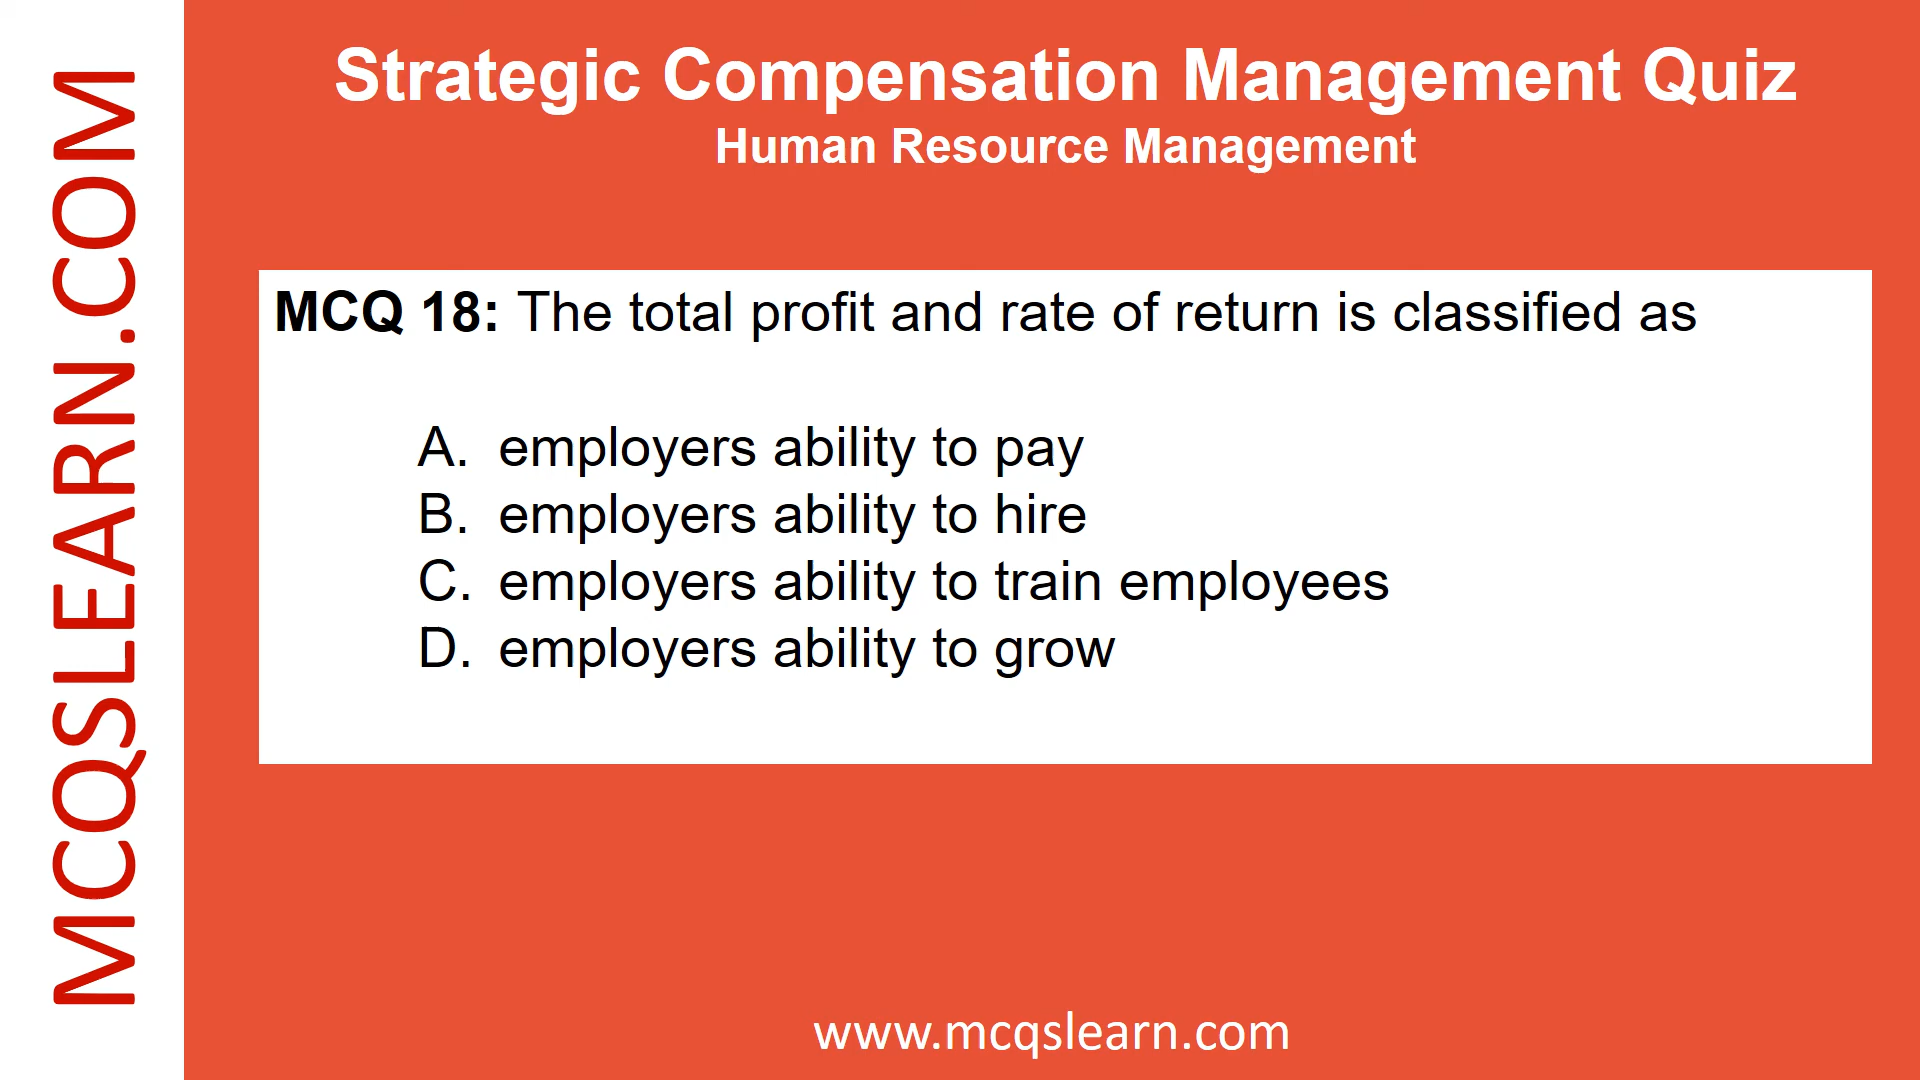 MCQSLEARN.COM
Strategic Compensation Management Quiz
Human Resource Management
MCQ 18: The total profit and rate of return is classified as
A. employers ability to pay
B. employers ability to hire
C. employers ability to train employees
D. employers ability to grow
www.mcqslearn.com